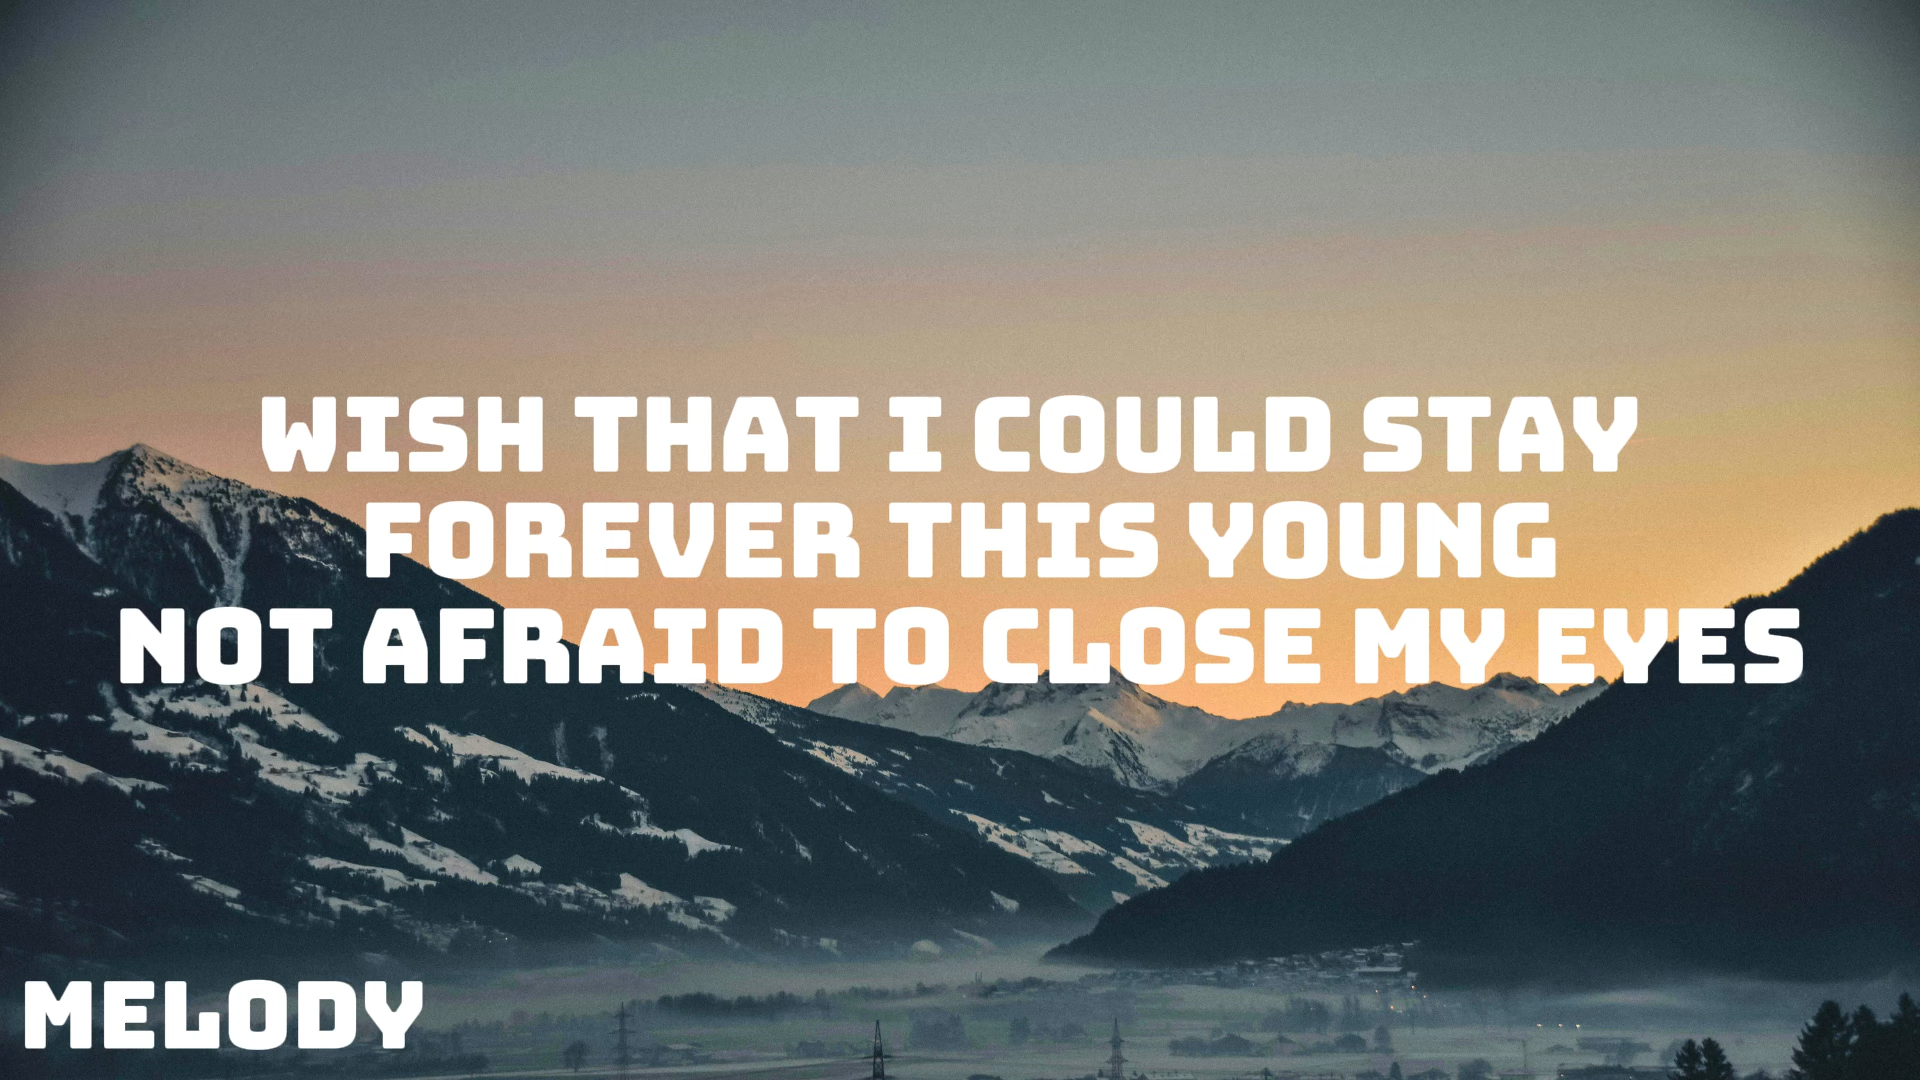 WISH THAT I COULD STAY
FOREVER THIS YOUNG
NOT AFRAID TO CLOSE MY EYES
MELODY